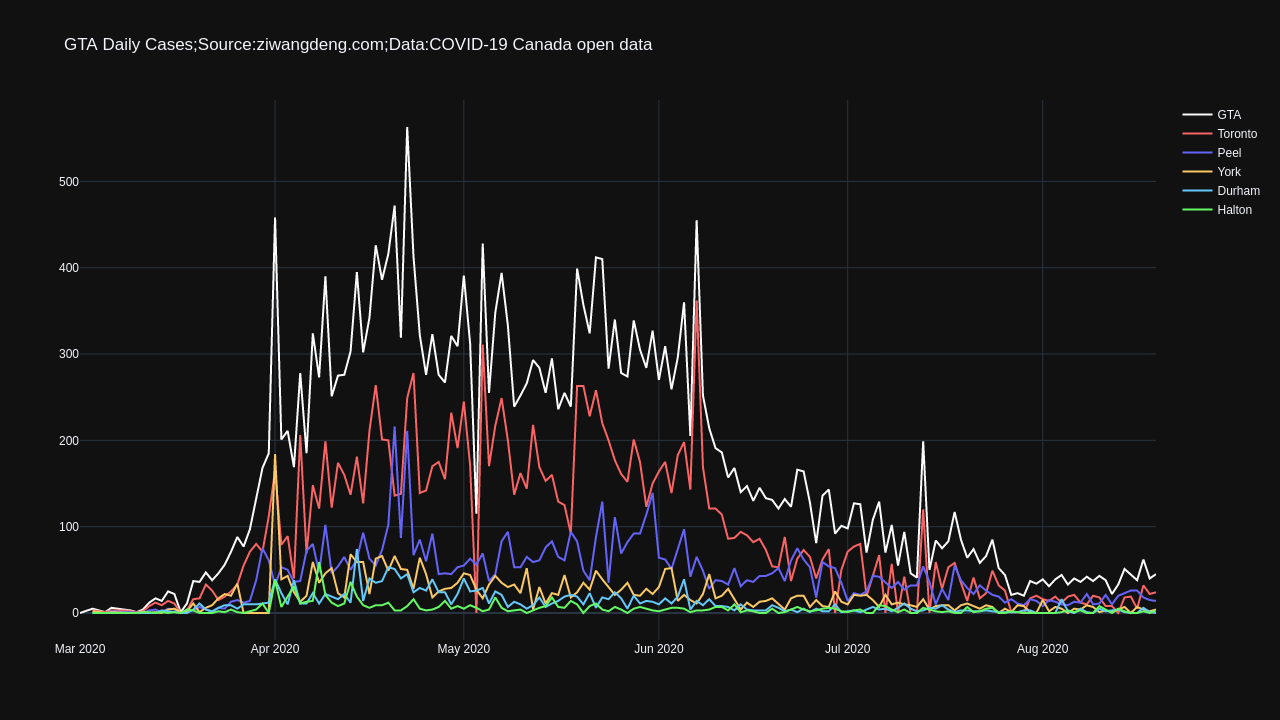 GTA Daily Cases;Source:ziwangdeng.com;Data:COVID-19 Canada open data
GTA
Toronto
Peel
York
Durham
Halton
500
400
300
200
100
0
Mar 2020
Apr 2020
May 2020
Jun 2020
Jul 2020
Aug 2020